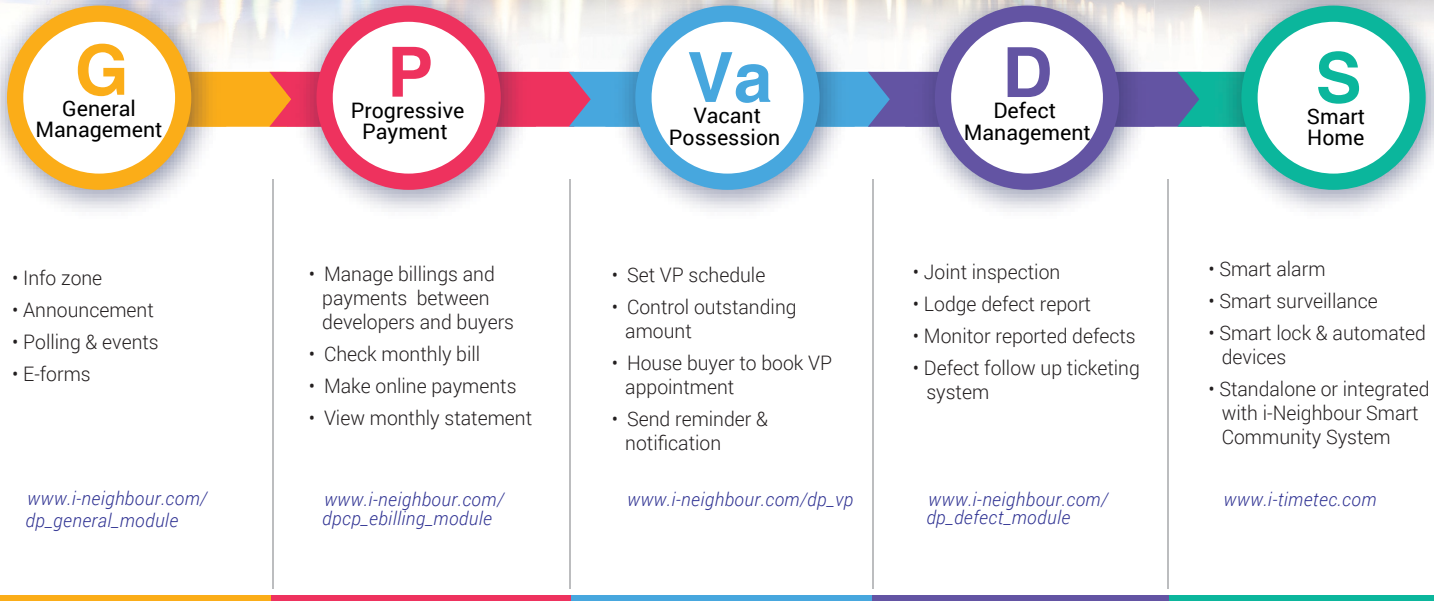 G
General
Management
P
Progressive
Payment
Va
Vacant
Possession
D
Defect
Management
S
Smart
Home
• Info zone
• Announcement
• Polling & events
• E-forms
www.i-neighbour.com/
dp_general_module
• Manage billings and
payments between
developers and buyers
• Check monthly bill
• Make online payments
• View monthly statement
www.i-neighbour.com/
dpcp_ebilling_module
• Set VP schedule
• Control outstanding
amount
• House buyer to book VP
appointment
• Send reminder &
notification
www.i-neighbour.com/dp_vp
• Joint inspection
• Lodge defect report
• Monitor reported defects
• Defect follow up ticketing
system
www.i-neighbour.com/
dp_defect_module
• Smart alarm
• Smart surveillance
• Smart lock & automated
devices
• Standalone or integrated
with i-Neighbour Smart
Community System
www.i-timetec.com